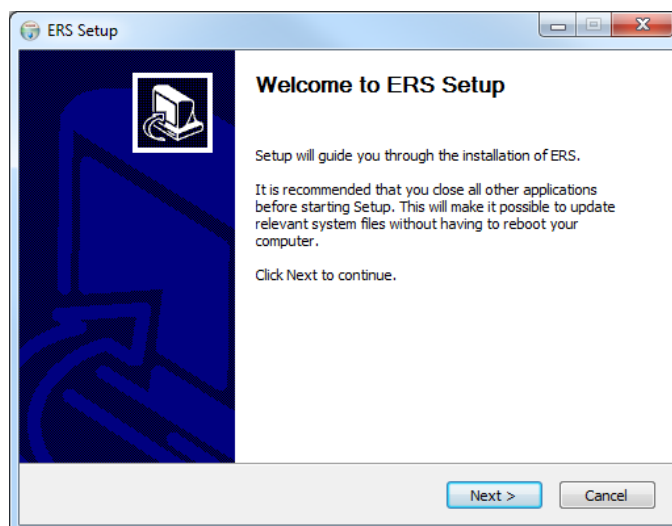 ERS Setup
Welcome to ERS Setup
Setup will guide you through the installation of ERS.
It is recommended that you close all other applications
before starting Setup. This will make it possible to update
relevant system files without having to reboot your
computer.
Click Next to continue.
Next >
Cancel